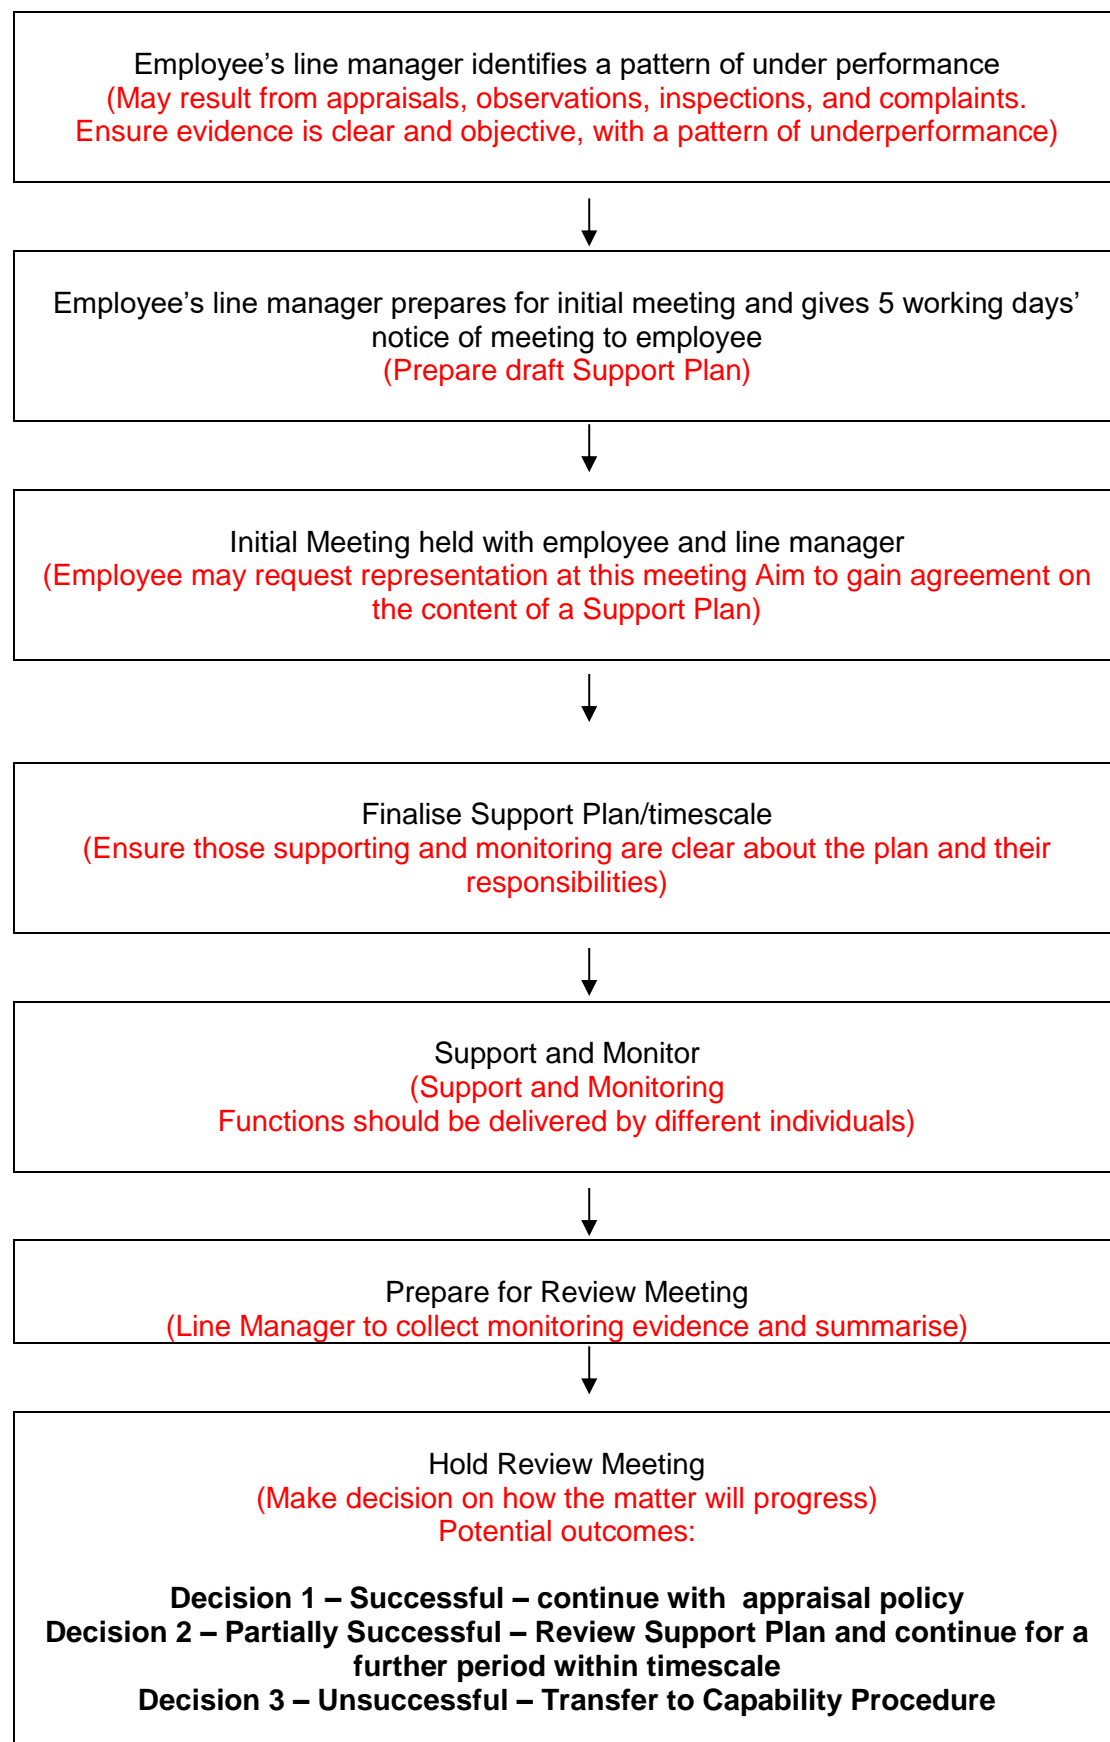 Employee’s line manager identifies a pattern of under performance
(May result from appraisals, observations, inspections, and complaints.
Ensure evidence is clear and objective, with a pattern of underperformance)
Employee’s line manager prepares for initial meeting and gives 5 working days’
notice of meeting to employee
(Prepare draft Support Plan)
Initial Meeting held with employee and line manager
(Employee may request representation at this meeting Aim to gain agreement on
the content of a Support Plan)
Finalise Support Plan/timescale
(Ensure those supporting and monitoring are clear about the plan and their
responsibilities)
Support and Monitor
(Support and Monitoring
Functions should be delivered by different individuals)
Prepare for Review Meeting
(Line Manager to collect monitoring evidence and summarise)
Hold Review Meeting
(Make decision on how the matter will progress)
Potential outcomes:
Decision 1 – Successful – continue with  appraisal policy
Decision 2 – Partially Successful – Review Support Plan and continue for a
further period within timescale
Decision 3 – Unsuccessful – Transfer to Capability Procedure